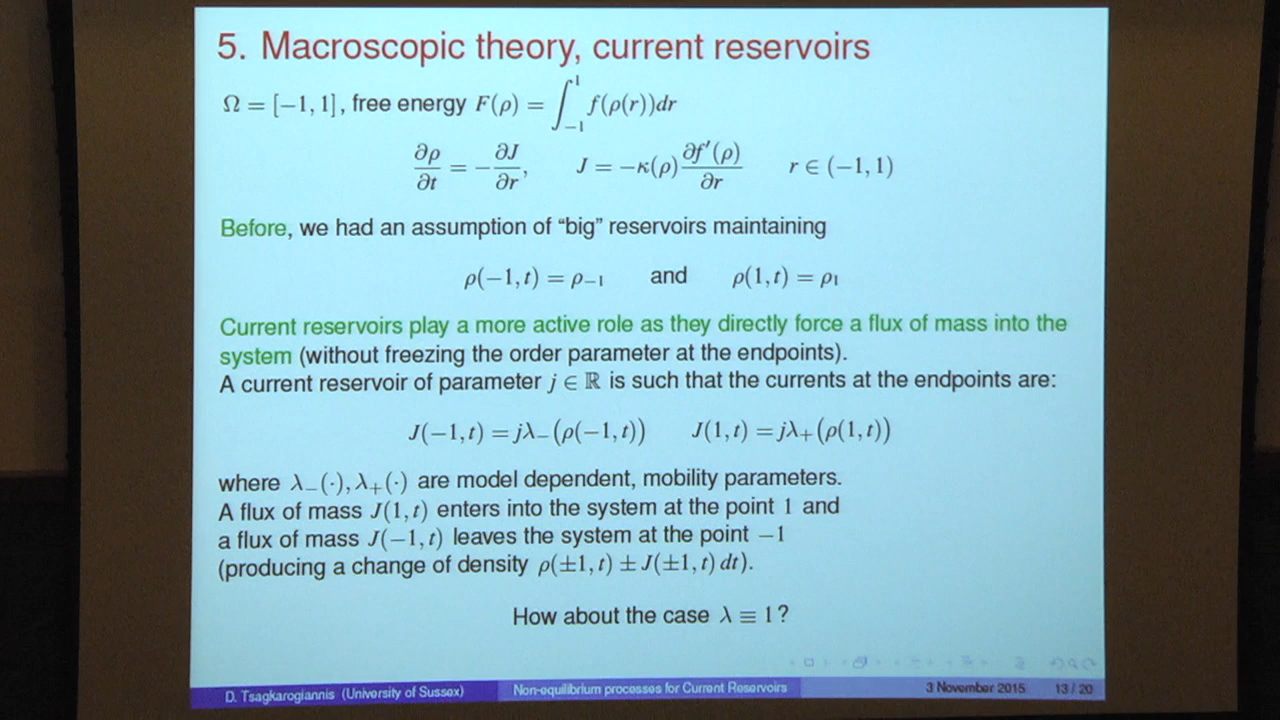 5. Macroscopic theory, current reservoirs
Ω = [−1, 1], free energy F(ρ) = ∫_{−1}^{1} f(ρ(r))dr
∂ρ/∂t = −∂J/∂r, J = −κ(ρ) ∂f′(ρ)/∂r r ∈ (−1, 1)
Before, we had an assumption of “big” reservoirs maintaining
ρ(−1, t) = ρ₋₁ and ρ(1, t) = ρ₁
Current reservoirs play a more active role as they directly force a flux of mass into the
system (without freezing the order parameter at the endpoints).
A current reservoir of parameter j ∈ ℝ is such that the currents at the endpoints are:
J(−1, t) = jλ₋(ρ(−1, t)) J(1, t) = jλ₊(ρ(1, t))
where λ₋(·), λ₊(·) are model dependent, mobility parameters.
A flux of mass J(1, t) enters into the system at the point 1 and
a flux of mass J(−1, t) leaves the system at the point −1
(producing a change of density ρ(±1, t) ± J(±1, t) dt).
How about the case λ ≡ 1?
D. Tsagkarogiannis (University of Sussex) Non-equilibrium processes for Current Reservoirs 3 November 2015 13 / 20